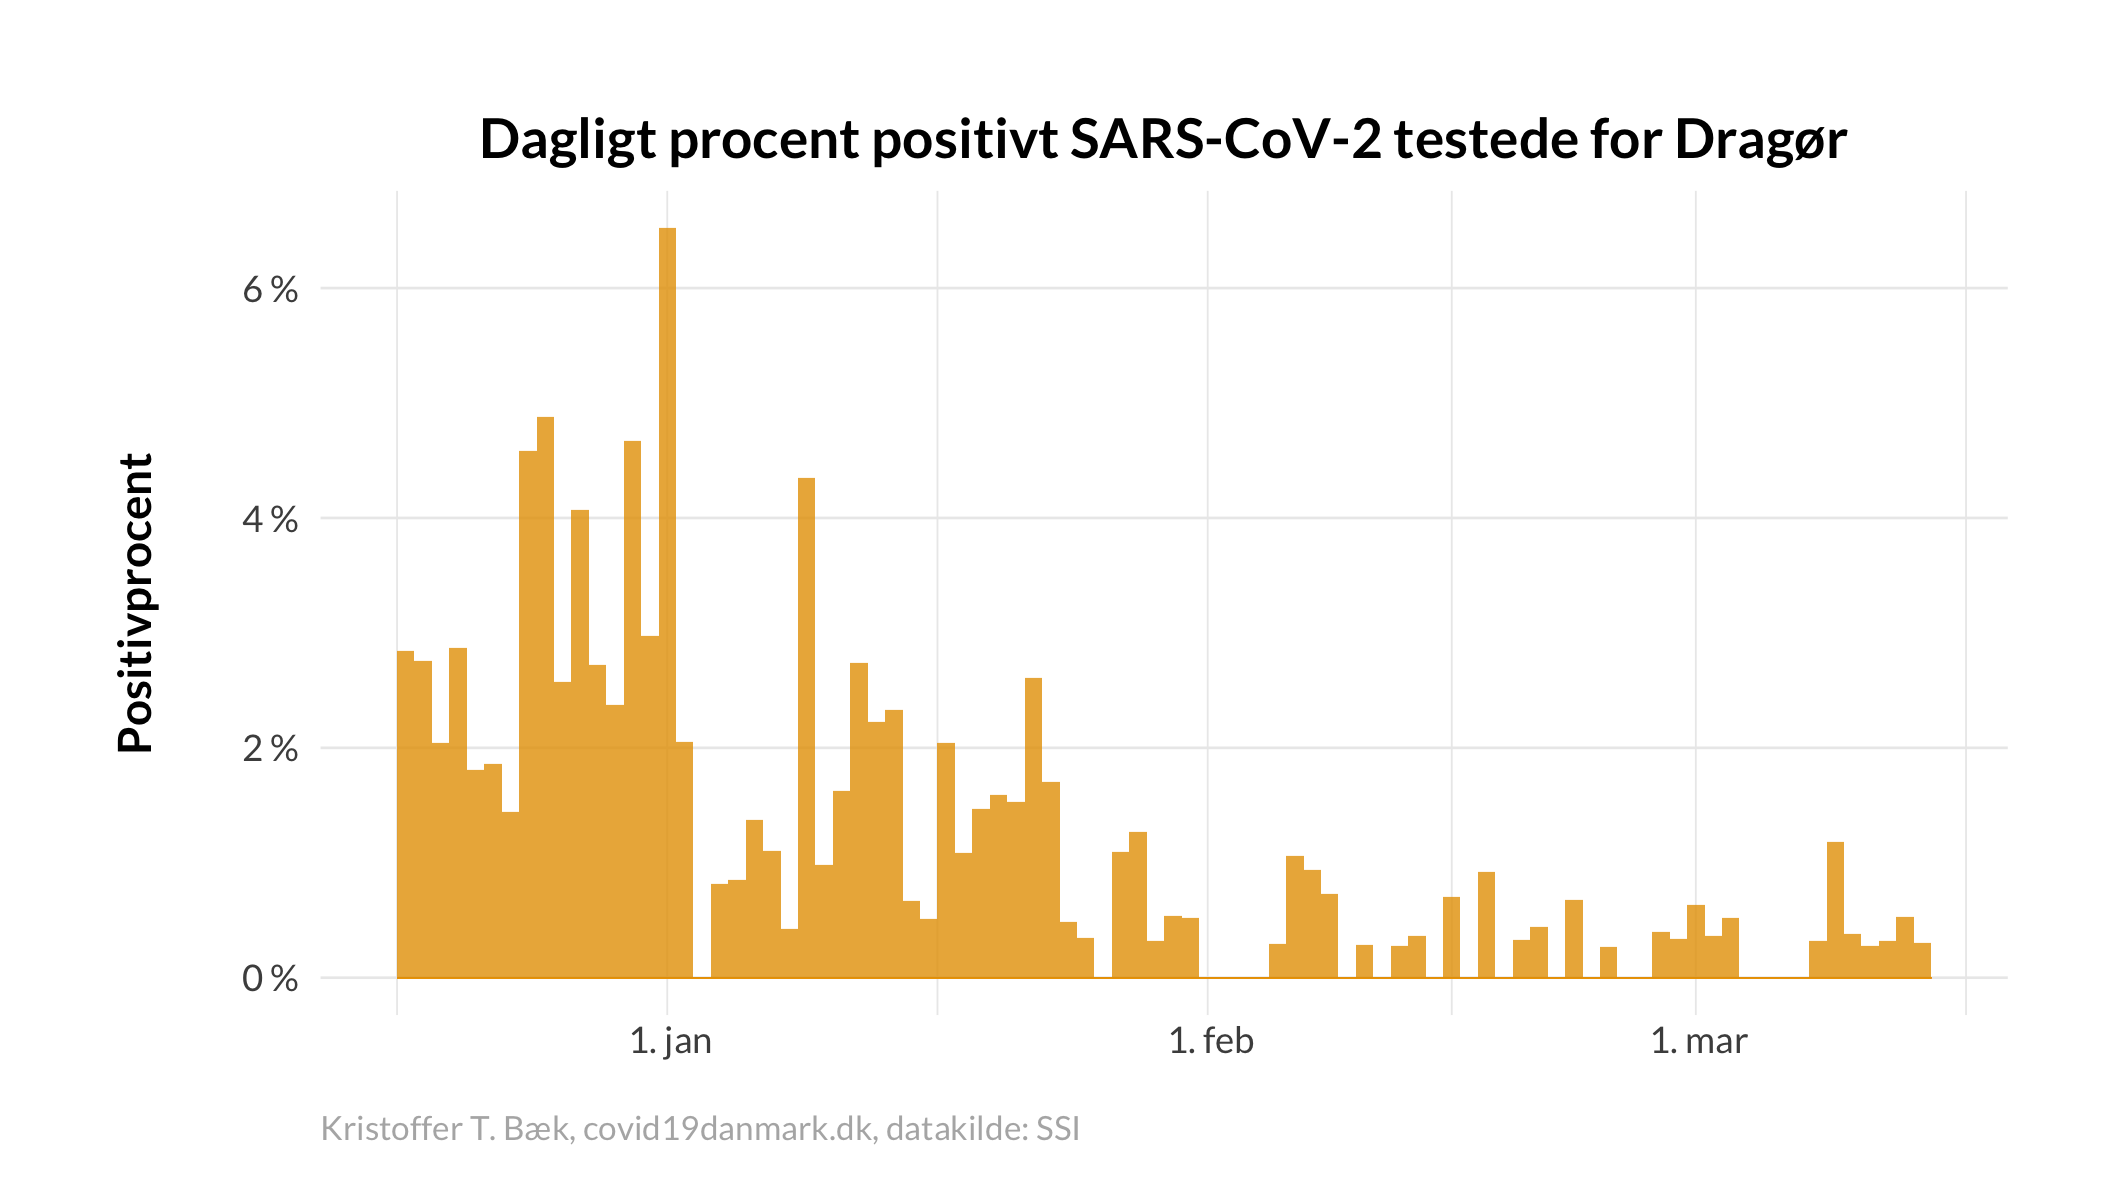 Dagligt procent positivt SARS-CoV-2 testede for Dragør
Positivprocent
6 %
4 %
2 %
0 %
1. jan
1. feb
1. mar
Kristoffer T. Bæk, covid19danmark.dk, datakilde: SSI